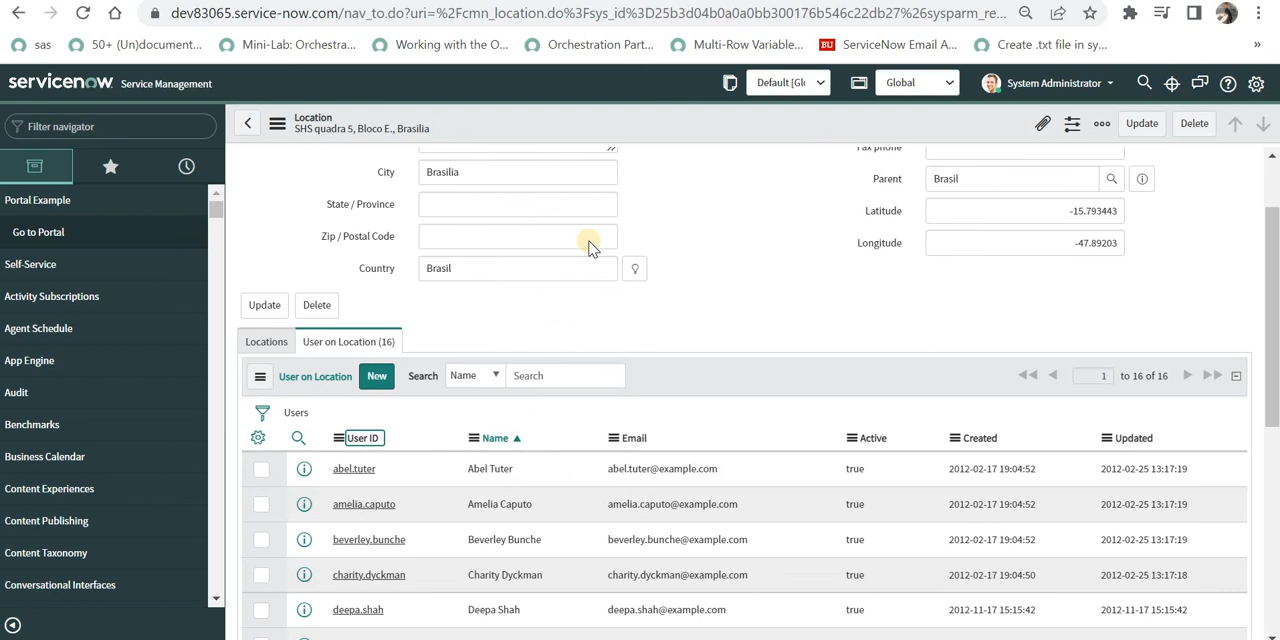 dev83065.service-now.com/nav_to.do?uri=%2Fcmn_location.do%3Fsys_id%3D25b3d04b0a0a0bb300176b546c22db27%26sysparm_re...
sas
50+ (Un)document...
Mini-Lab: Orchestra...
Working with the O...
Orchestration Part...
Multi-Row Variable...
BU ServiceNow Email A...
Create .txt file in sy...
»
servicenow Service Management
Default [Glo
Global
System Administrator
Filter navigator
Portal Example
Go to Portal
Self-Service
Activity Subscriptions
Agent Schedule
App Engine
Audit
Benchmarks
Business Calendar
Content Experiences
Content Publishing
Content Taxonomy
Conversational Interfaces
Location
SHS quadra 5, Bloco E., Brasilia
Update Delete
City Brasilia
State / Province
Zip / Postal Code
Country Brasil
Fax phone
Parent Brasil
Latitude -15.793443
Longitude -47.89203
Update Delete
Locations User on Location (16)
User on Location New Search Name Search 1 to 16 of 16
Users
User ID Name Email Active Created Updated
abel.tuter Abel Tuter abel.tuter@example.com true 2012-02-17 19:04:52 2012-02-25 13:17:19
amelia.caputo Amelia Caputo amelia.caputo@example.com true 2012-02-17 19:04:52 2012-02-25 13:17:19
beverley.bunche Beverley Bunche beverley.bunche@example.com true 2012-02-17 19:04:52 2012-02-25 13:17:19
charity.dyckman Charity Dyckman charity.dyckman@example.com true 2012-02-17 19:04:50 2012-02-25 13:17:18
deepa.shah Deepa Shah deepa.shah@example.com true 2012-11-17 15:15:42 2012-11-17 15:15:42